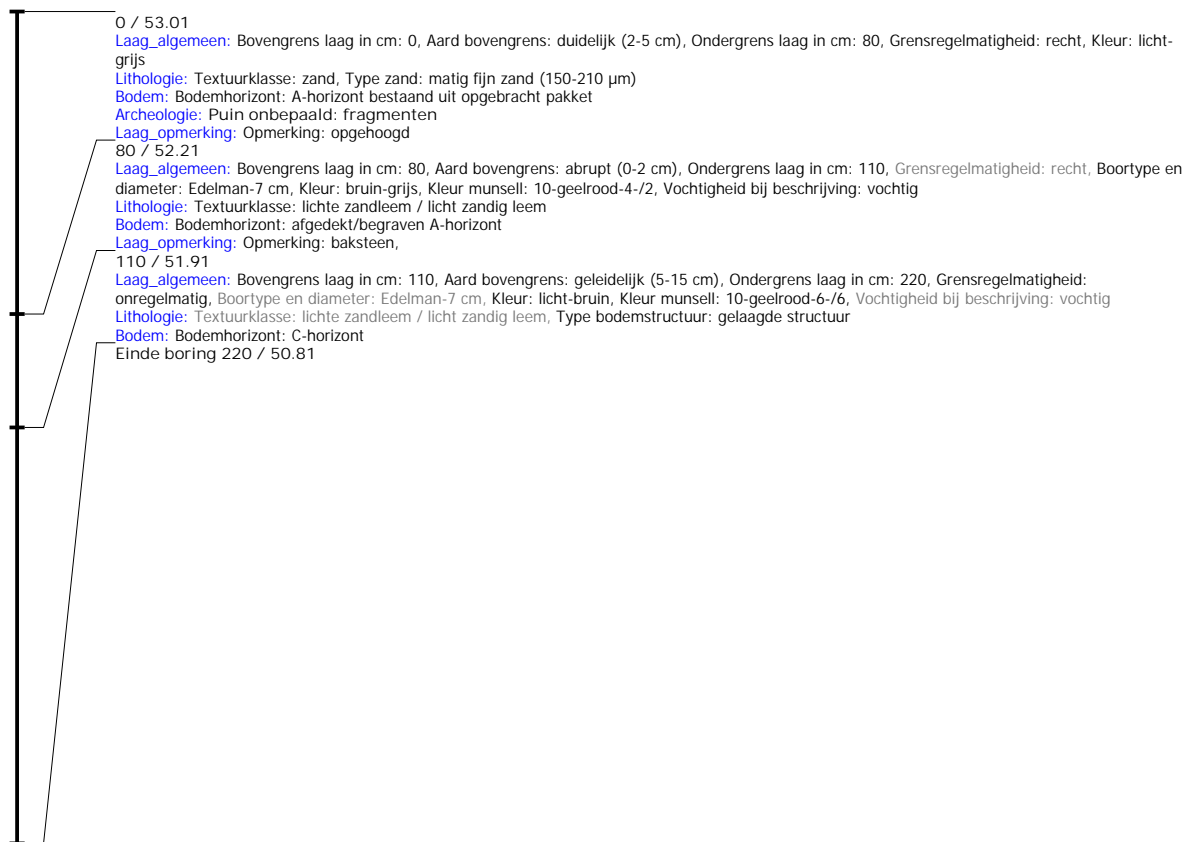 0 / 53.01
Laag_algemeen: Bovengrens laag in cm: 0, Aard bovengrens: duidelijk (2-5 cm), Ondergrens laag in cm: 80, Grensregelmatigheid: recht, Kleur: licht-
grijs
Lithologie: Textuurklasse: zand, Type zand: matig fijn zand (150-210 µm)
Bodem: Bodemhorizont: A-horizont bestaand uit opgebracht pakket
Archeologie: Puin onbepaald: fragmenten
Laag_opmerking: Opmerking: opgehoogd
80 / 52.21
Laag_algemeen: Bovengrens laag in cm: 80, Aard bovengrens: abrupt (0-2 cm), Ondergrens laag in cm: 110, Grensregelmatigheid: recht, Boortype en
diameter: Edelman-7 cm, Kleur: bruin-grijs, Kleur munsell: 10-geelrood-4-/2, Vochtigheid bij beschrijving: vochtig
Lithologie: Textuurklasse: lichte zandleem / licht zandig leem
Bodem: Bodemhorizont: afgedekt/begraven A-horizont
Laag_opmerking: Opmerking: baksteen,
110 / 51.91
Laag_algemeen: Bovengrens laag in cm: 110, Aard bovengrens: geleidelijk (5-15 cm), Ondergrens laag in cm: 220, Grensregelmatigheid:
onregelmatig, Boortype en diameter: Edelman-7 cm, Kleur: licht-bruin, Kleur munsell: 10-geelrood-6-/6, Vochtigheid bij beschrijving: vochtig
Lithologie: Textuurklasse: lichte zandleem / licht zandig leem, Type bodemstructuur: gelaagde structuur
Bodem: Bodemhorizont: C-horizont
Einde boring 220 / 50.81